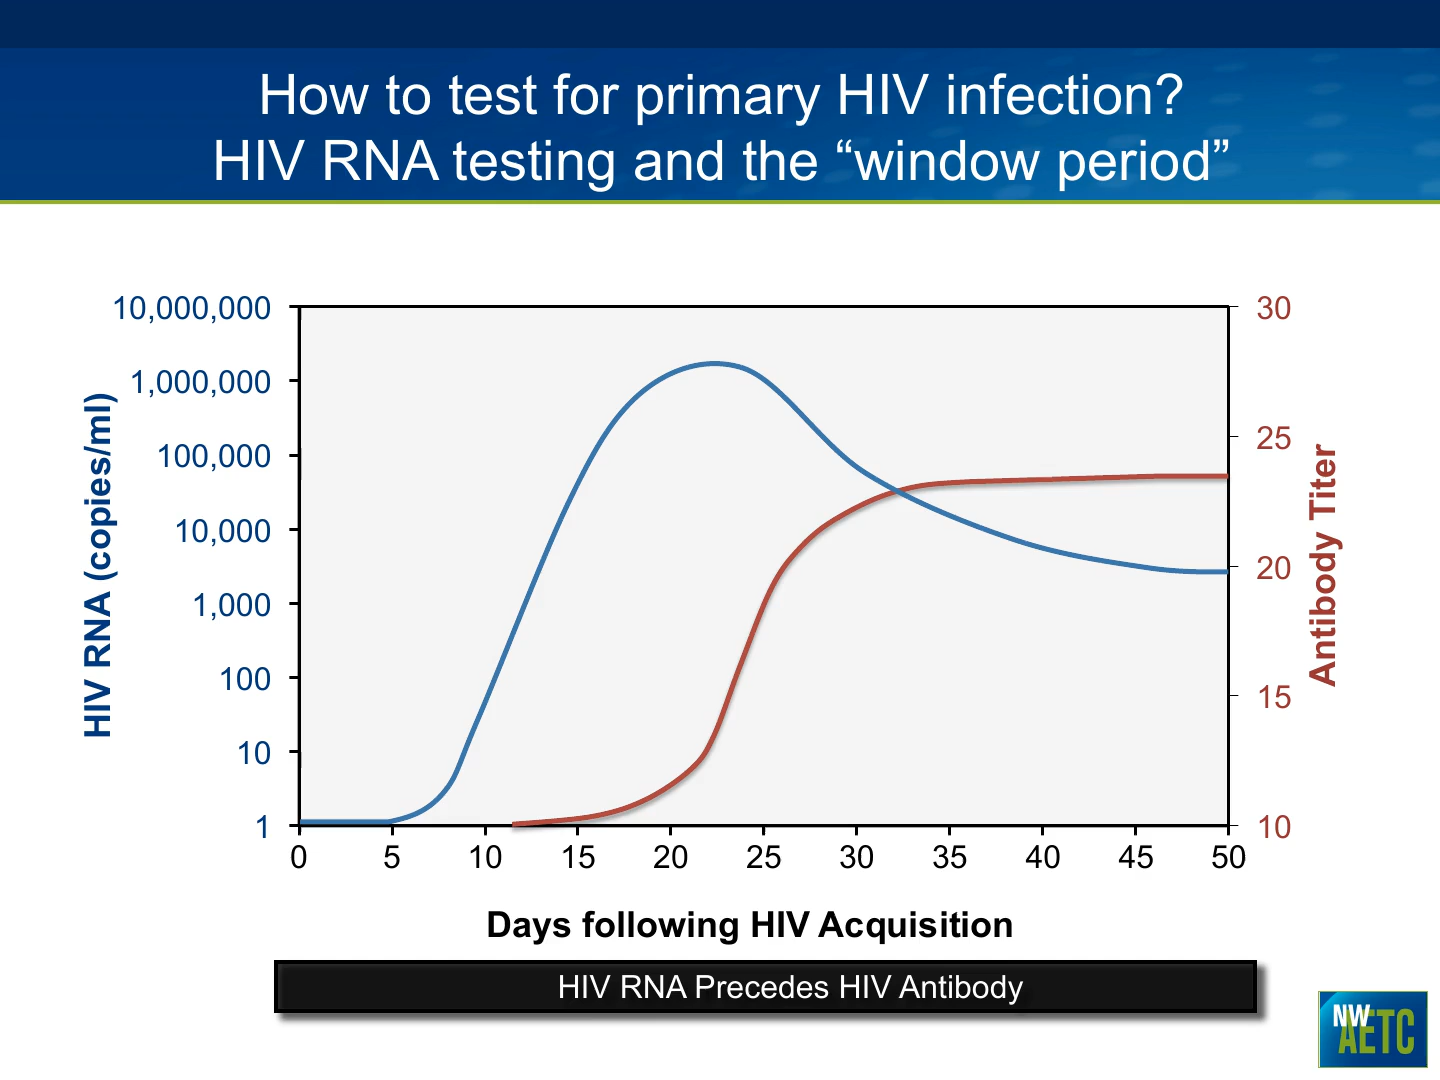 How to test for primary HIV infection?
HIV RNA testing and the “window period”
HIV RNA (copies/ml)
10,000,000
1,000,000
100,000
10,000
1,000
100
10
1
30
25
20
15
10
Antibody Titer
0 5 10 15 20 25 30 35 40 45 50
Days following HIV Acquisition
HIV RNA Precedes HIV Antibody
NW
AETC